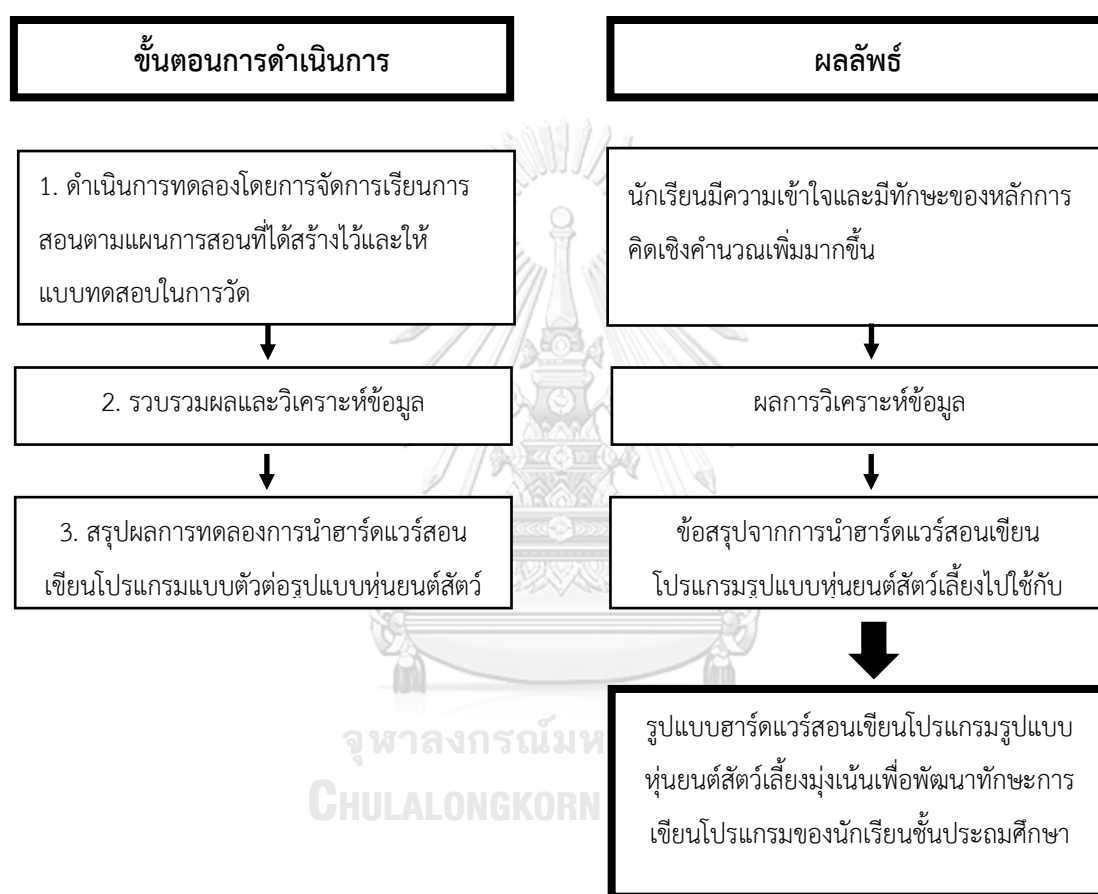 ขั้นตอนการดำเนินการ
ผลลัพธ์
1. ดำเนินการทดลองโดยการจัดการเรียนการ
สอนตามแผนการสอนที่ได้สร้างไว้และให้
แบบทดสอบในการวัด
นักเรียนมีความเข้าใจและมีทักษะของหลักการ
คิดเชิงคำนวณเพิ่มมากขึ้น
2. รวบรวมผลและวิเคราะห์ข้อมูล
ผลการวิเคราะห์ข้อมูล
3. สรุปผลการทดลองการนำฮาร์ดแวร์สอน
เขียนโปรแกรมแบบตัวต่อรูปแบบหุ่นยนต์สัตว์
ข้อสรุปจากการนำฮาร์ดแวร์สอนเขียน
โปรแกรมรูปแบบหุ่นยนต์สัตว์เลี้ยงไปใช้กับ
รูปแบบฮาร์ดแวร์สอนเขียนโปรแกรมรูปแบบ
หุ่นยนต์สัตว์เลี้ยงมุ่งเน้นเพื่อพัฒนาทักษะการ
เขียนโปรแกรมของนักเรียนชั้นประถมศึกษา
จุฬาลงกรณ์มห
CHULALONGKORN